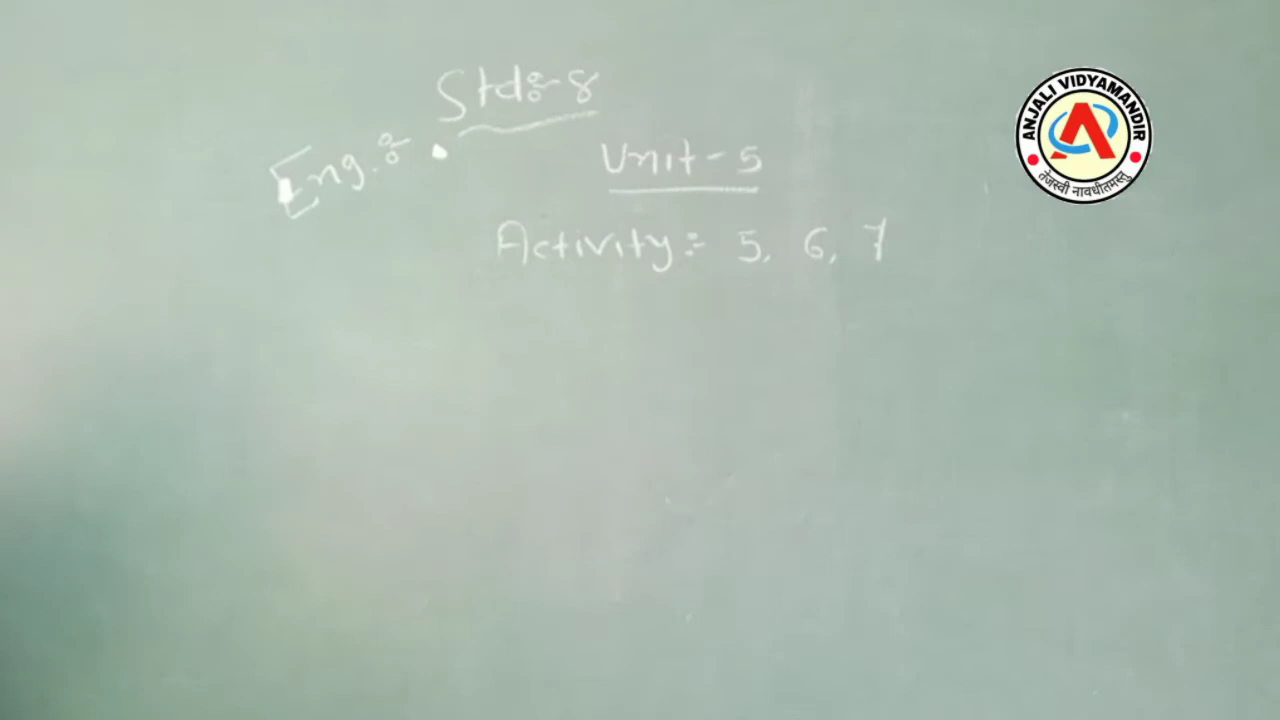 Std:- 8
Eng.:-
Unit - 5
Activity:- 5, 6, 7
ANJALI VIDYAMANDIR
तेजस्वी नावधीतमस्तु